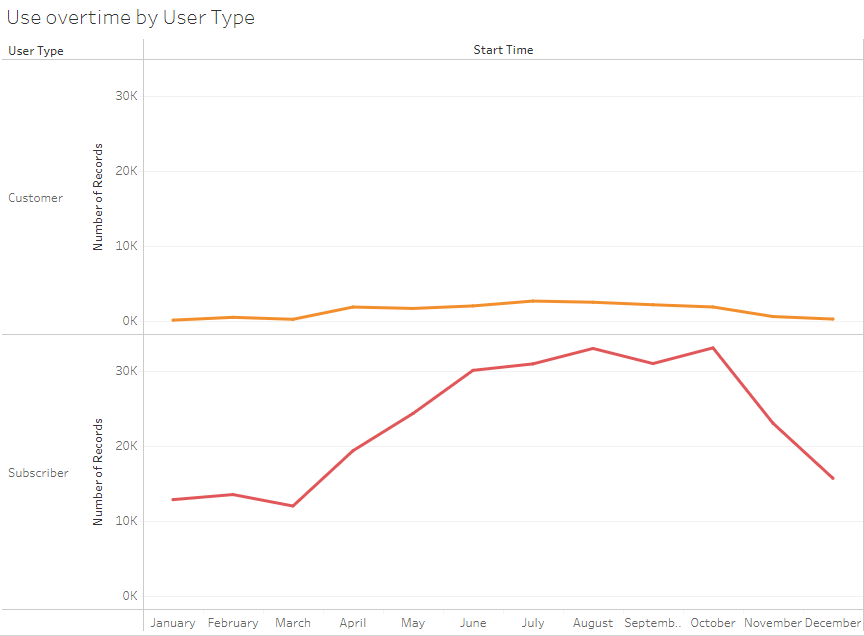 Use overtime by User Type
User Type
Start Time
30K
20K
10K
0K
Number of Records
Customer
30K
20K
10K
0K
Number of Records
Subscriber
January February March April May June July August Septemb.. October November December